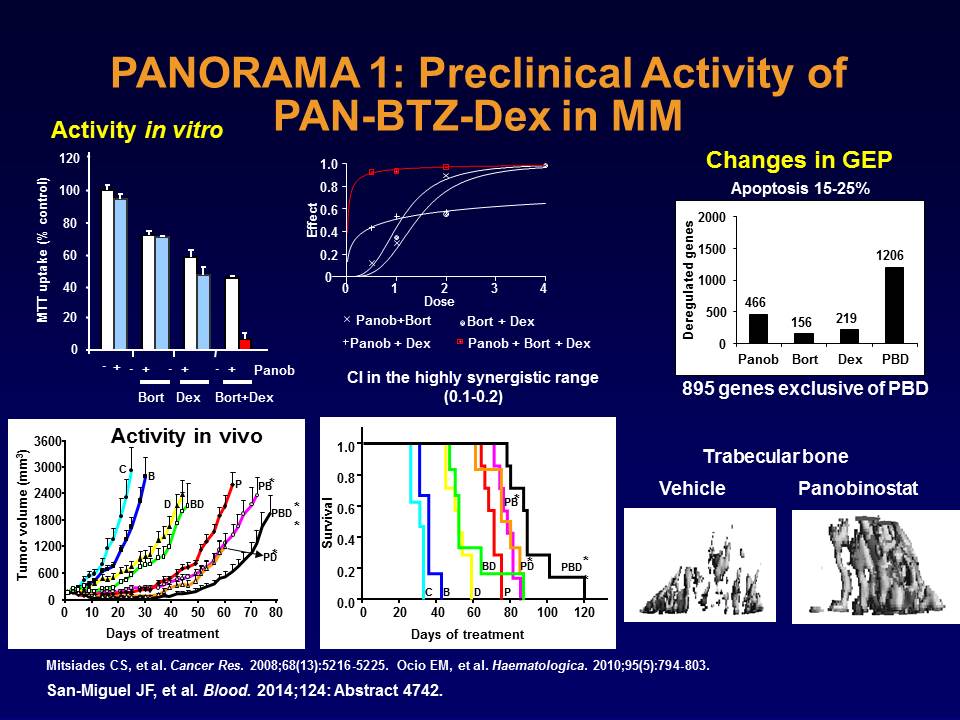 PANORAMA 1: Preclinical Activity of
PAN-BTZ-Dex in MM
Activity in vitro
MTT uptake (% control)
120
100
80
60
40
20
0
- + - + - + - + Panob
Bort Dex Bort+Dex
Effect
1.0
0.8
0.6
0.4
0.2
0
0 1 2 3 4
Dose
× Panob+Bort
Bort + Dex
+Panob + Dex
Panob + Bort + Dex
CI in the highly synergistic range
(0.1-0.2)
Changes in GEP
Apoptosis 15-25%
Deregulated genes
2000
1500
1000
500
0
466
156
219
1206
Panob Bort Dex PBD
895 genes exclusive of PBD
Activity in vivo
Tumor volume (mm³)
3600
3000
2400
1800
1200
600
0
C
B
D
BD
P
PB*
PBD *
*
PD*
0 10 20 30 40 50 60 70 80
Days of treatment
Survival
1.0
0.8
0.6
0.4
0.2
0.0
PB*
BD
PD*
PBD *
*
C B D P
0 20 40 60 80 100 120
Days of treatment
Trabecular bone
Vehicle
Panobinostat
Mitsiades CS, et al. Cancer Res. 2008;68(13):5216-5225. Ocio EM, et al. Haematologica. 2010;95(5):794-803.
San-Miguel JF, et al. Blood. 2014;124: Abstract 4742.